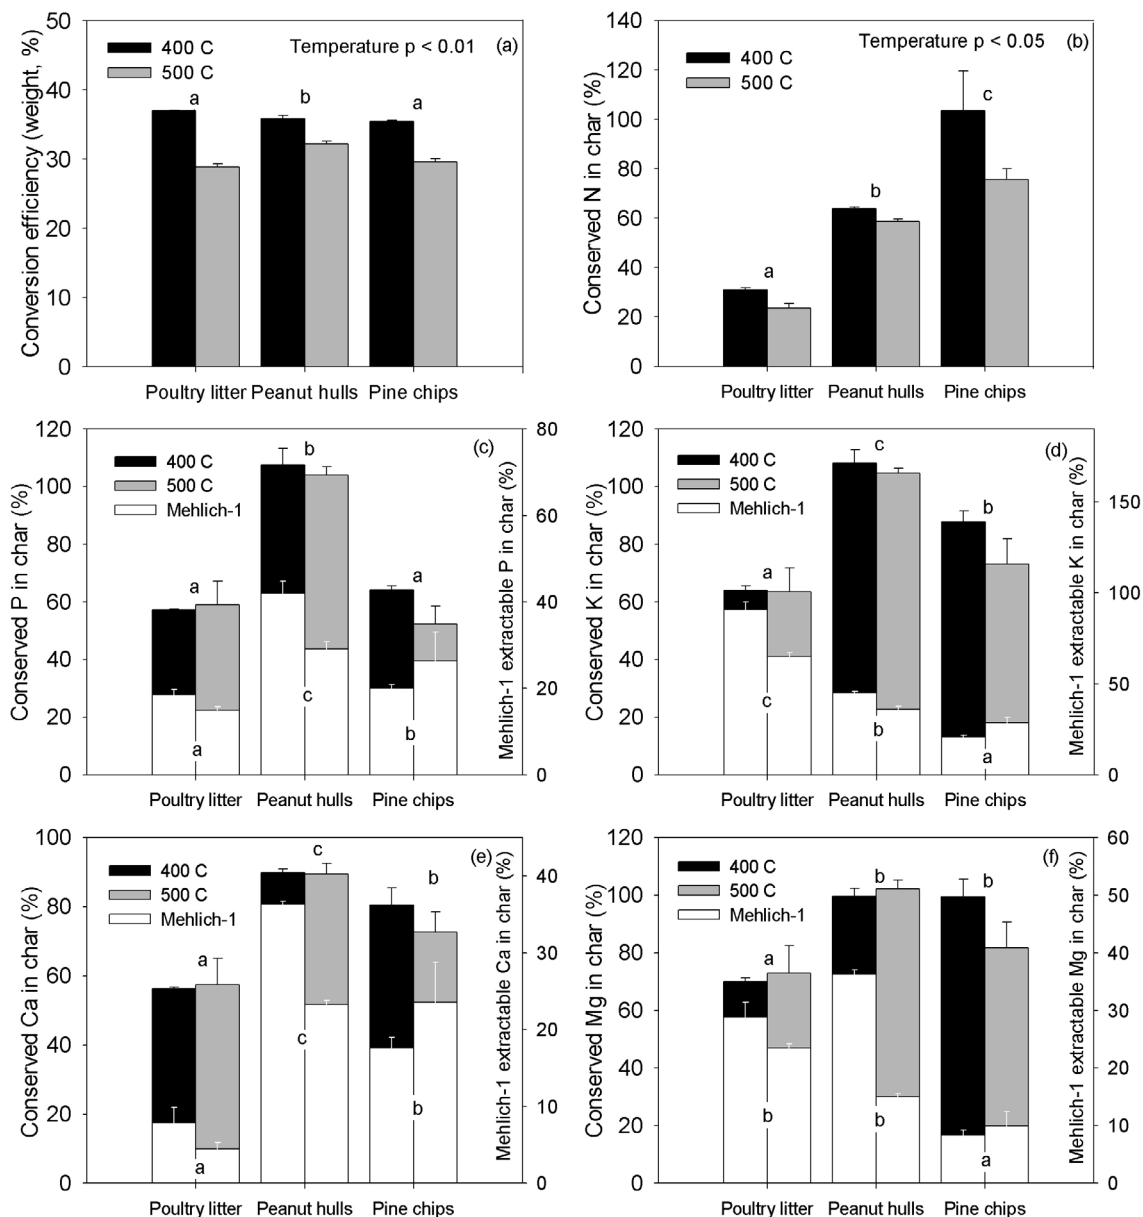 Conversion efficiency (weight, %)
50
40
30
20
10
0
400 C
500 C
Temperature p < 0.01 (a)
a
b
a
Poultry litter Peanut hulls Pine chips
Conserved N in char (%)
140
120
100
80
60
40
20
0
Temperature p < 0.05 (b)
400 C
500 C
a
b
c
Poultry litter Peanut hulls Pine chips
Conserved P in char (%)
120
100
80
60
40
20
0
400 C
500 C
Mehlich-1
(c)
a
b
a
a
c
b
80
60
40
20
0
Mehlich-1 extractable P in char (%)
Poultry litter Peanut hulls Pine chips
Conserved K in char (%)
120
100
80
60
40
20
0
400 C
500 C
Mehlich-1
(d)
a
c
b
c
b
a
150
100
50
0
Mehlich-1 extractable K in char (%)
Poultry litter Peanut hulls Pine chips
Conserved Ca in char (%)
100
80
60
40
20
0
400 C
500 C
Mehlich-1
(e)
a
c
b
a
c
b
40
30
20
10
0
Mehlich-1 extractable Ca in char (%)
Poultry litter Peanut hulls Pine chips
Conserved Mg in char (%)
120
100
80
60
40
20
0
400 C
500 C
Mehlich-1
(f)
a
b
b
b
b
a
60
50
40
30
20
10
0
Mehlich-1 extractable Mg in char (%)
Poultry litter Peanut hulls Pine chips